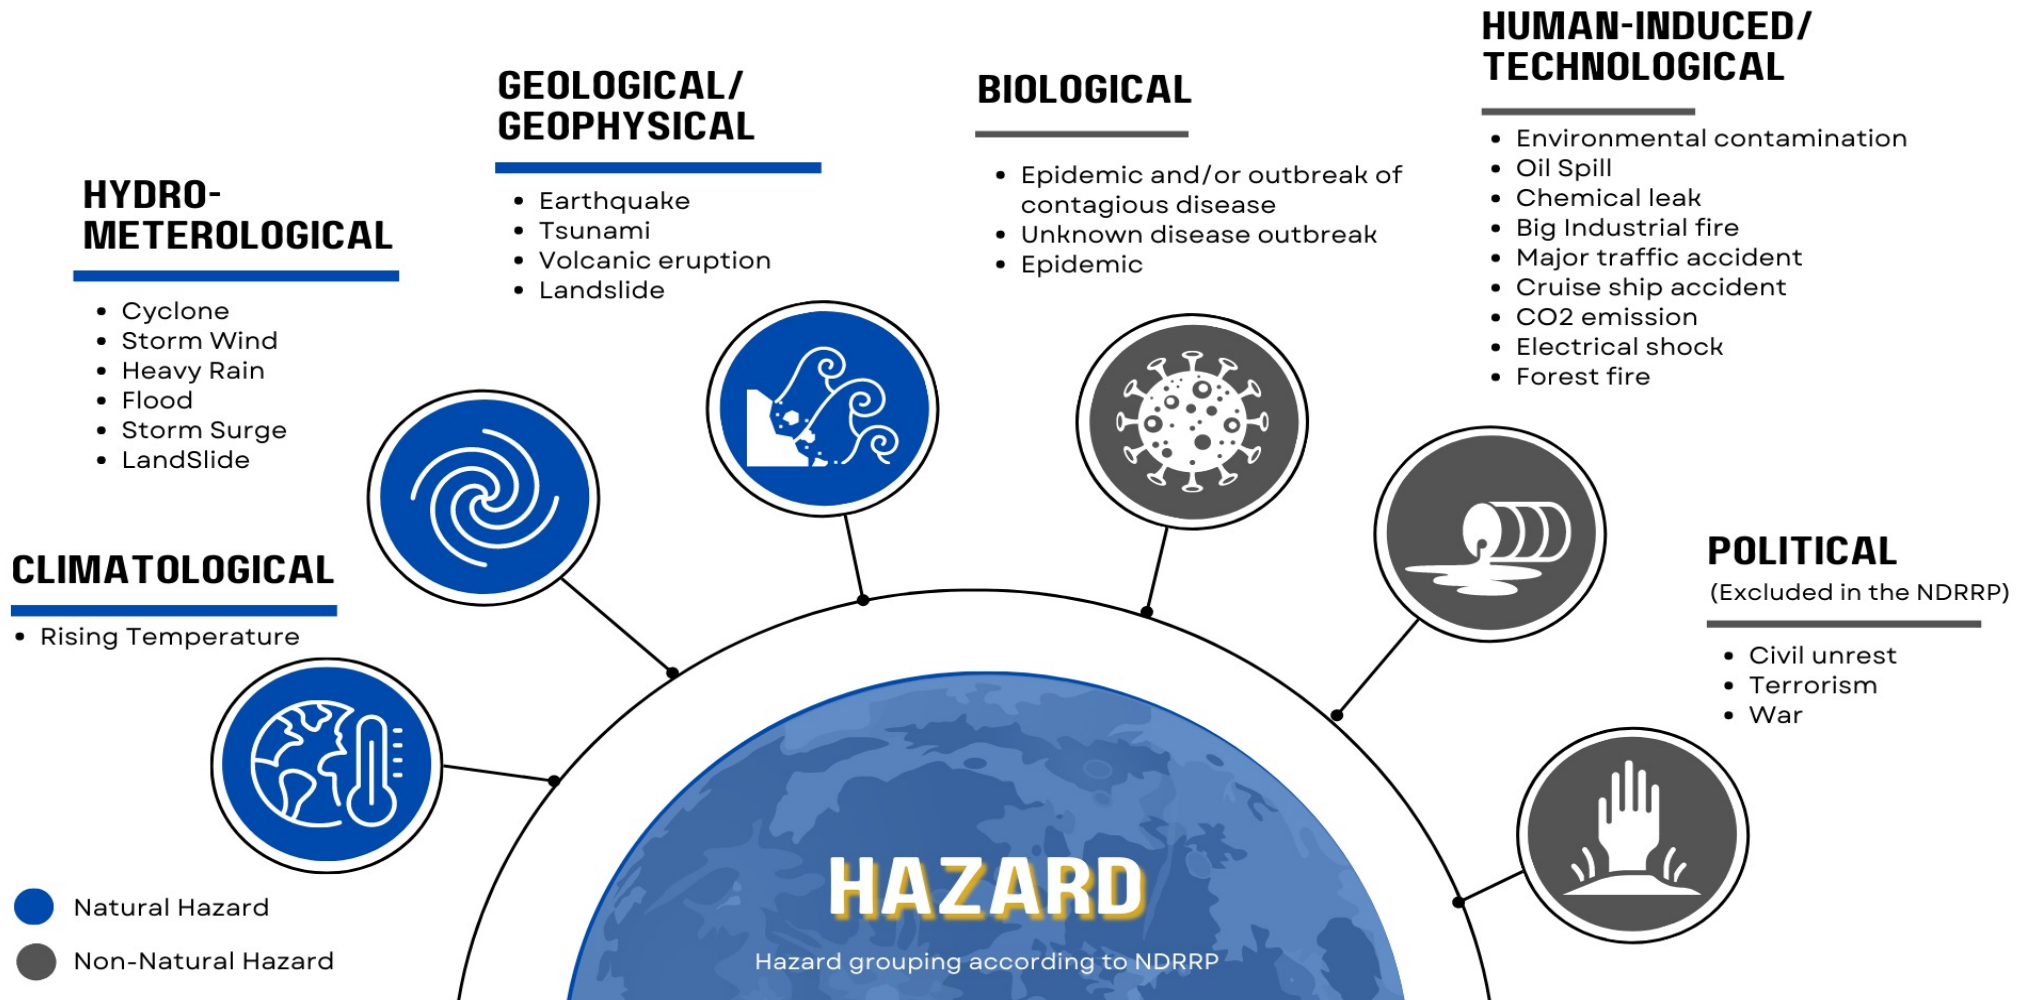 HYDRO-
METEROLOGICAL
• Cyclone
• Storm Wind
• Heavy Rain
• Flood
• Storm Surge
• LandSlide
GEOLOGICAL/
GEOPHYSICAL
• Earthquake
• Tsunami
• Volcanic eruption
• Landslide
BIOLOGICAL
• Epidemic and/or outbreak of
contagious disease
• Unknown disease outbreak
• Epidemic
HUMAN-INDUCED/
TECHNOLOGICAL
• Environmental contamination
• Oil Spill
• Chemical leak
• Big Industrial fire
• Major traffic accident
• Cruise ship accident
• CO2 emission
• Electrical shock
• Forest fire
CLIMATOLOGICAL
• Rising Temperature
POLITICAL
(Excluded in the NDRRP)
• Civil unrest
• Terrorism
• War
HAZARD
Hazard grouping according to NDRRP
Natural Hazard
Non-Natural Hazard